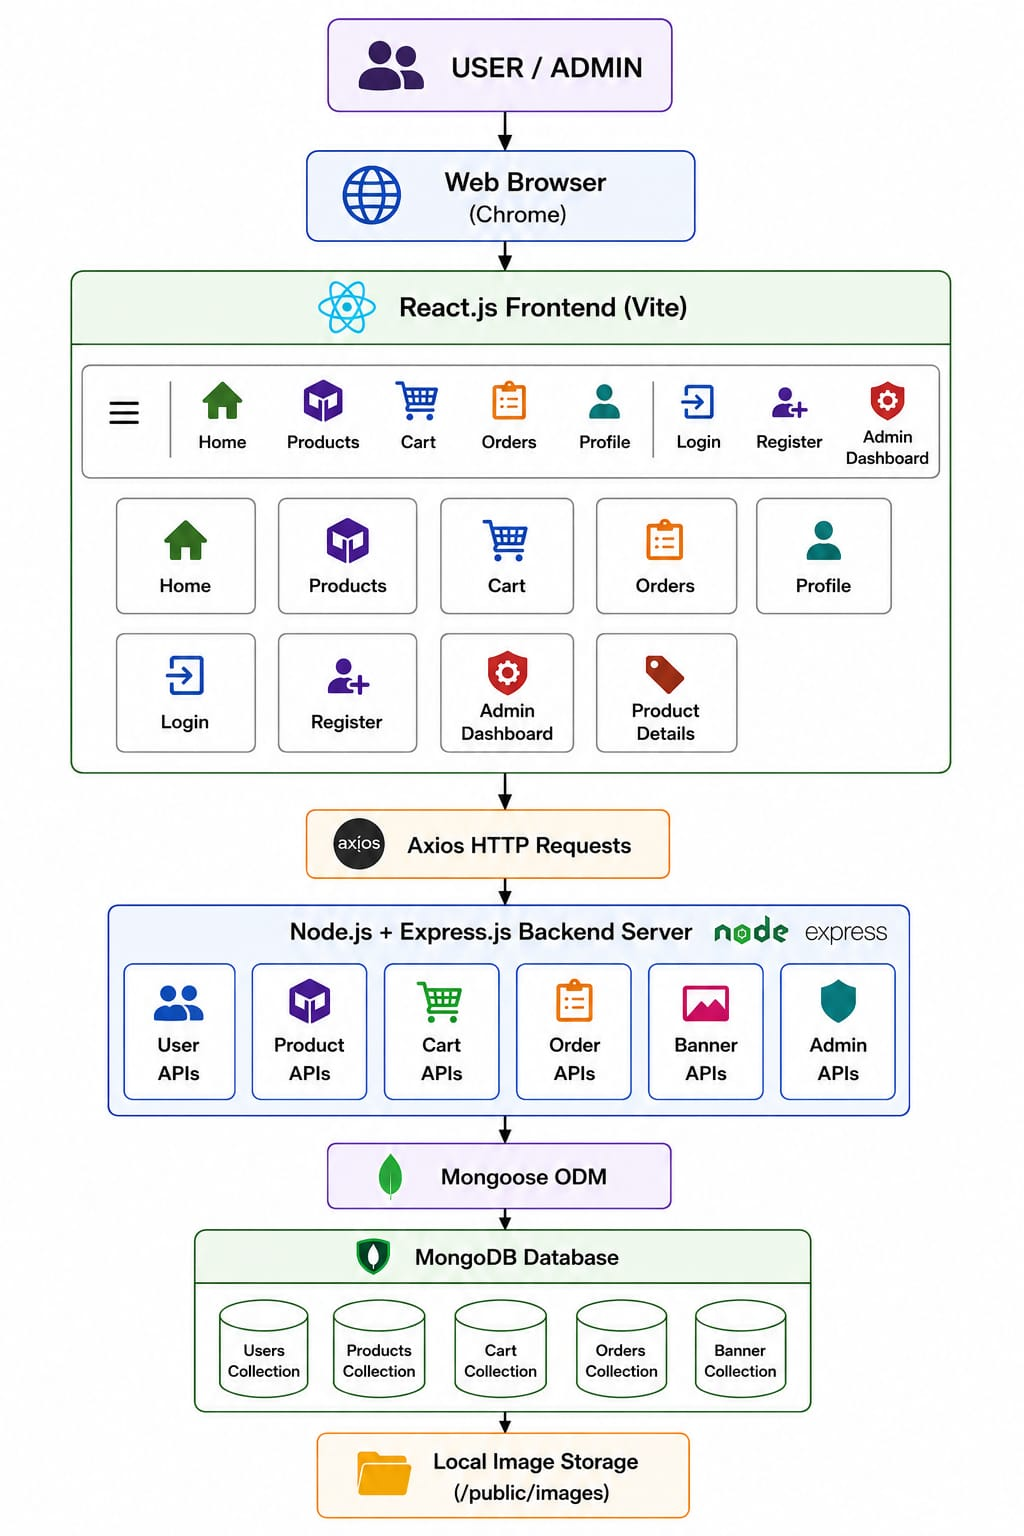 USER / ADMIN
Web Browser
(Chrome)
React.js Frontend (Vite)
Home
Products
Cart
Orders
Profile
Login
Register
Admin
Dashboard
Home
Products
Cart
Orders
Profile
Login
Register
Admin
Dashboard
Product
Details
axios
Axios HTTP Requests
Node.js + Express.js Backend Server
node
express
User
APIs
Product
APIs
Cart
APIs
Order
APIs
Banner
APIs
Admin
APIs
Mongoose ODM
MongoDB Database
Users
Collection
Products
Collection
Cart
Collection
Orders
Collection
Banner
Collection
Local Image Storage
(/public/images)